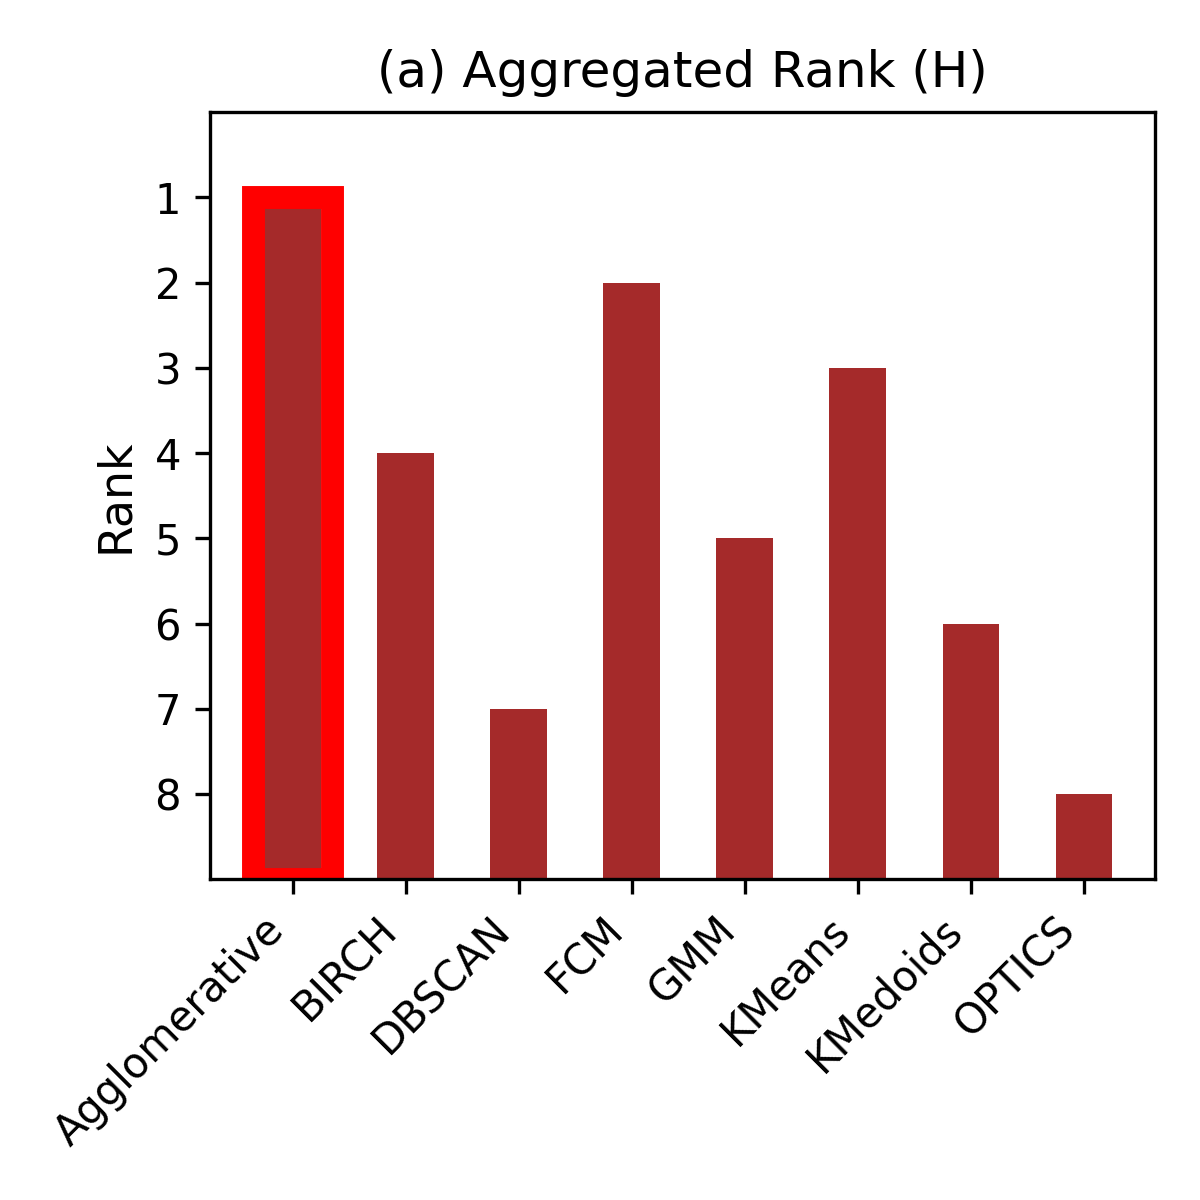 (a) Aggregated Rank (H)
Rank
1
2
3
4
5
6
7
8
Agglomerative
BIRCH
DBSCAN
FCM
GMM
KMeans
KMedoids
OPTICS